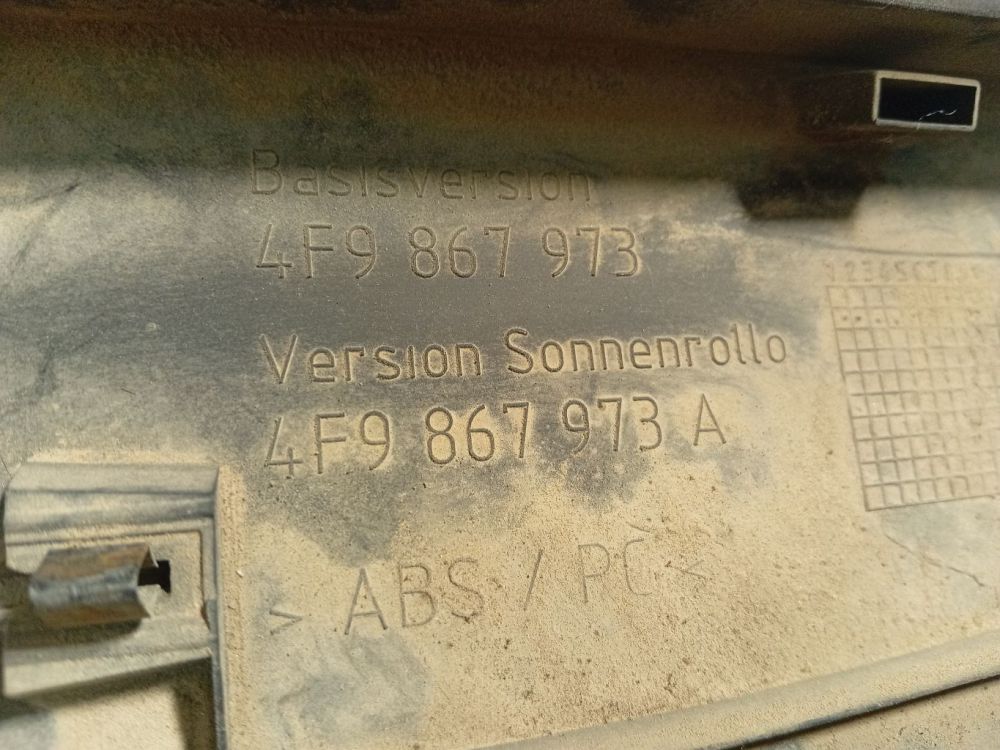 Basisversion
4F9 867 973
Version Sonnenrollo
4F9 867 973 A
> ABS / PC <